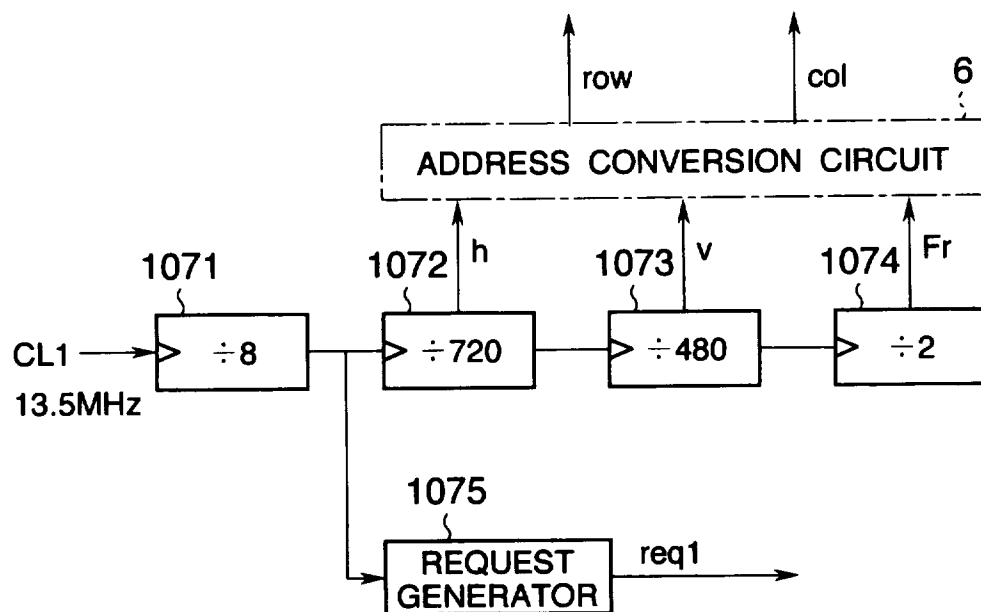 row
col
6
ADDRESS CONVERSION CIRCUIT
h
v
Fr
1071
1072
1073
1074
CL1
÷8
÷720
÷480
÷2
13.5MHz
1075
REQUEST
GENERATOR
req1